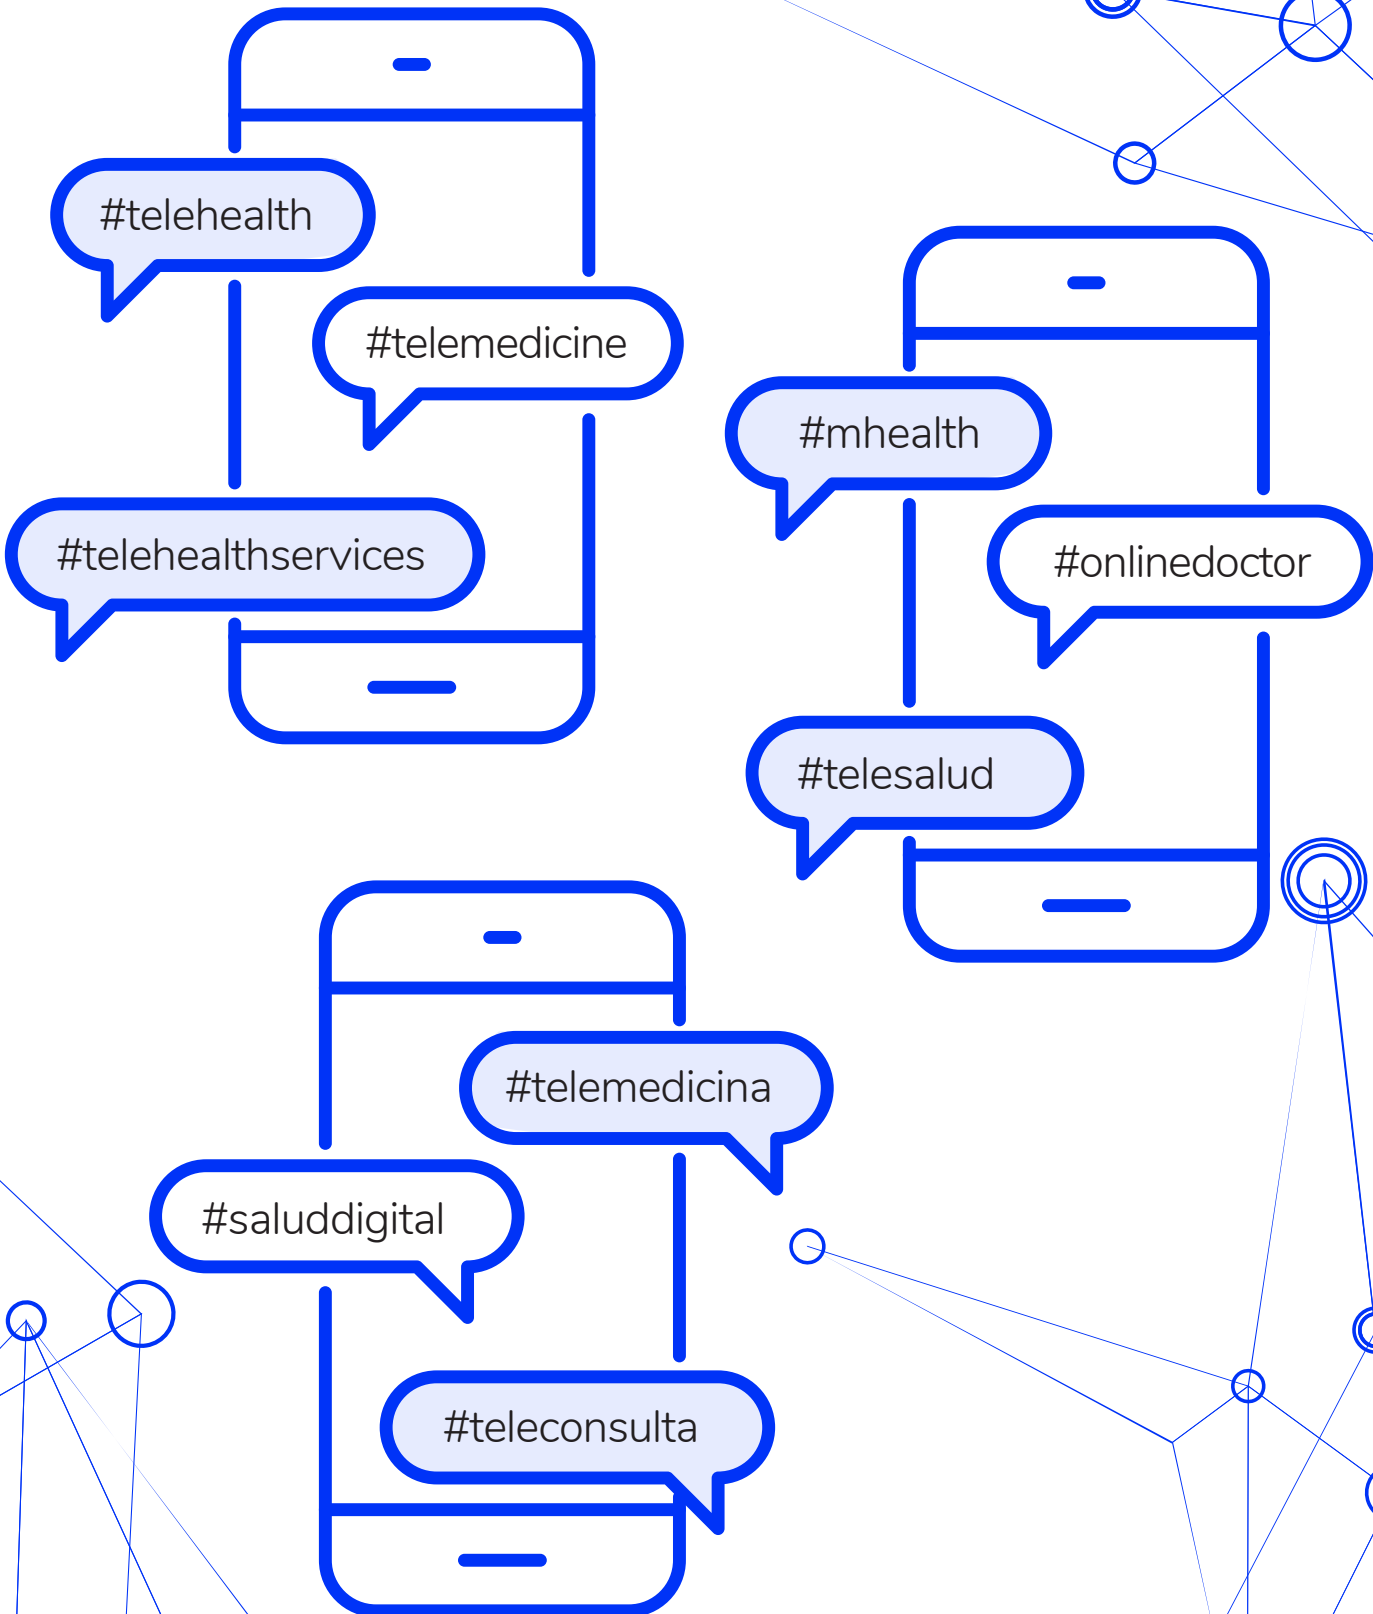 #telehealth
#telemedicine
#telehealthservices
#mhealth
#onlinedoctor
#telesalud
#telemedicina
#saluddigital
#teleconsulta